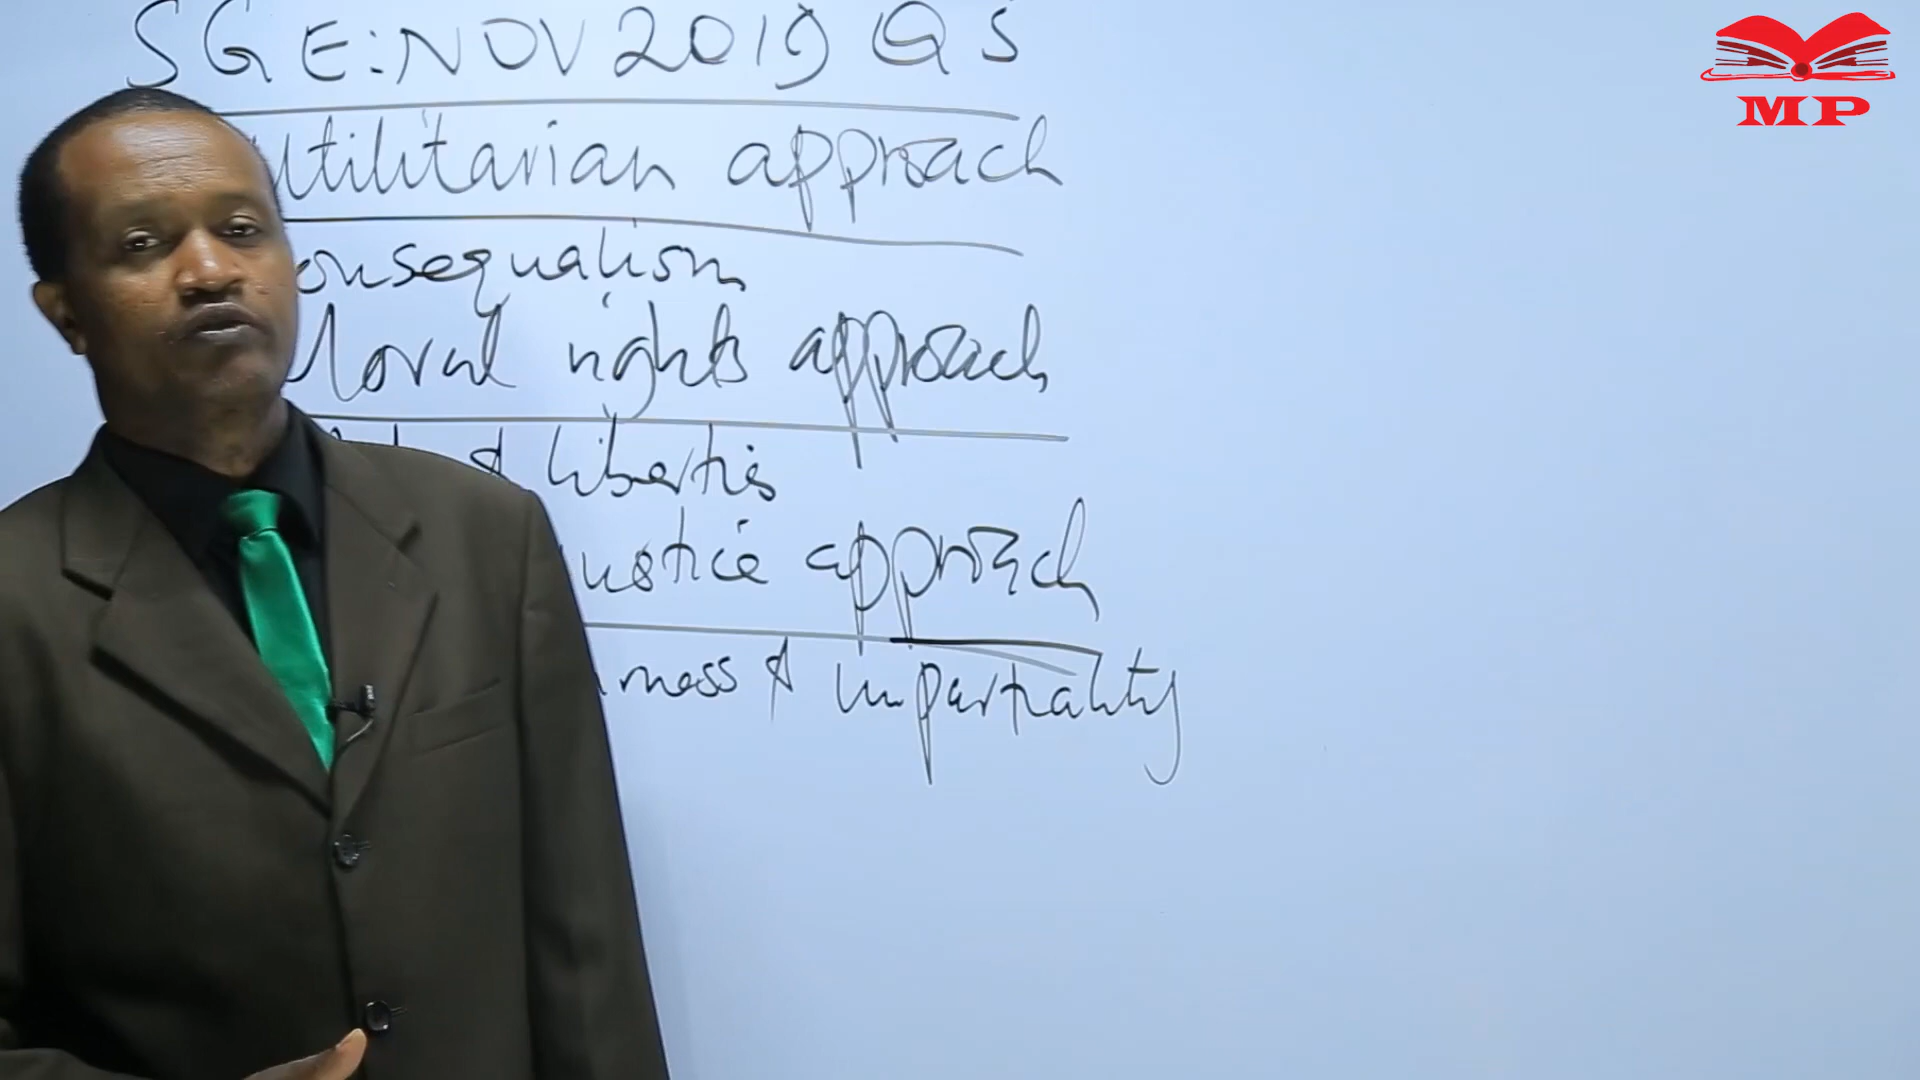 SGE: NOV 2019 Q5
Utilitarian approach
onsequalism
Moral rights approach
& liberties
ustice approach
rness & impartiality
MP